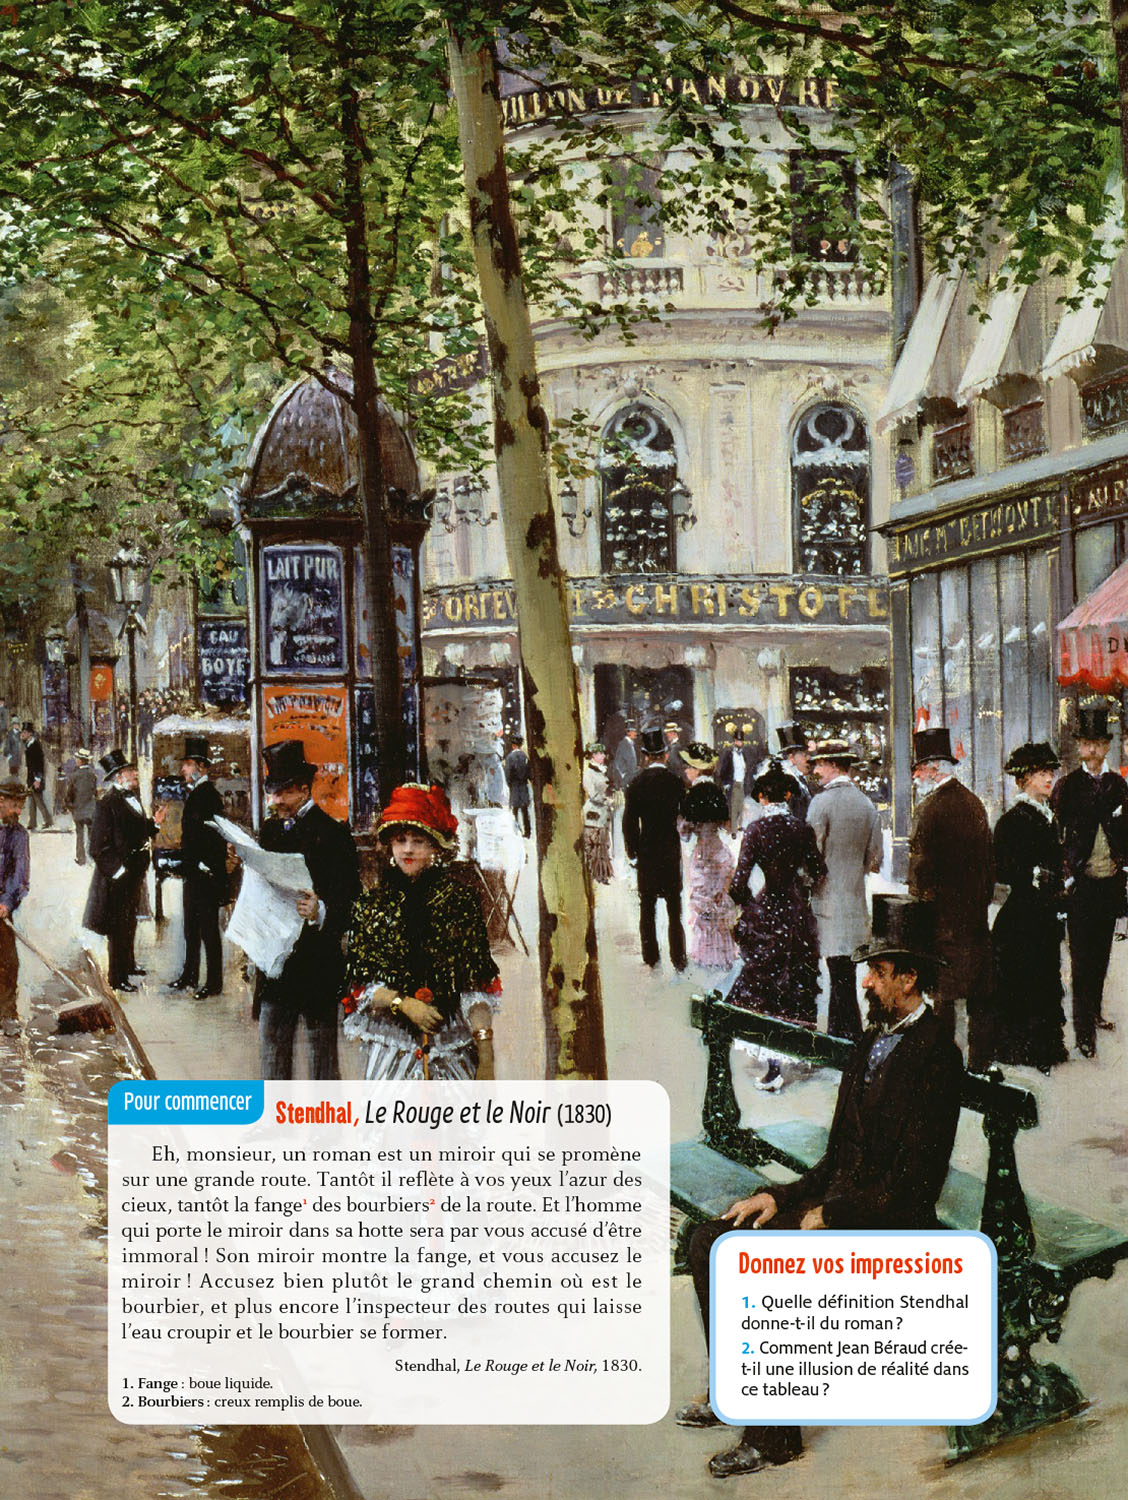 PAVILLON DE HANOVRE
LAIT PUR
EAU
BOYE
ORFEV
CHRISTOFL
Pour commencer
Stendhal, Le Rouge et le Noir (1830)
Eh, monsieur, un roman est un miroir qui se promène
sur une grande route. Tantôt il reflète à vos yeux l’azur des
cieux, tantôt la fange¹ des bourbiers² de la route. Et l’homme
qui porte le miroir dans sa hotte sera par vous accusé d’être
immoral ! Son miroir montre la fange, et vous accusez le
miroir ! Accusez bien plutôt le grand chemin où est le
bourbier, et plus encore l’inspecteur des routes qui laisse
l’eau croupir et le bourbier se former.
Stendhal, Le Rouge et le Noir, 1830.
1. Fange : boue liquide.
2. Bourbiers : creux remplis de boue.
Donnez vos impressions
1. Quelle définition Stendhal
donne-t-il du roman ?
2. Comment Jean Béraud crée-
t-il une illusion de réalité dans
ce tableau ?